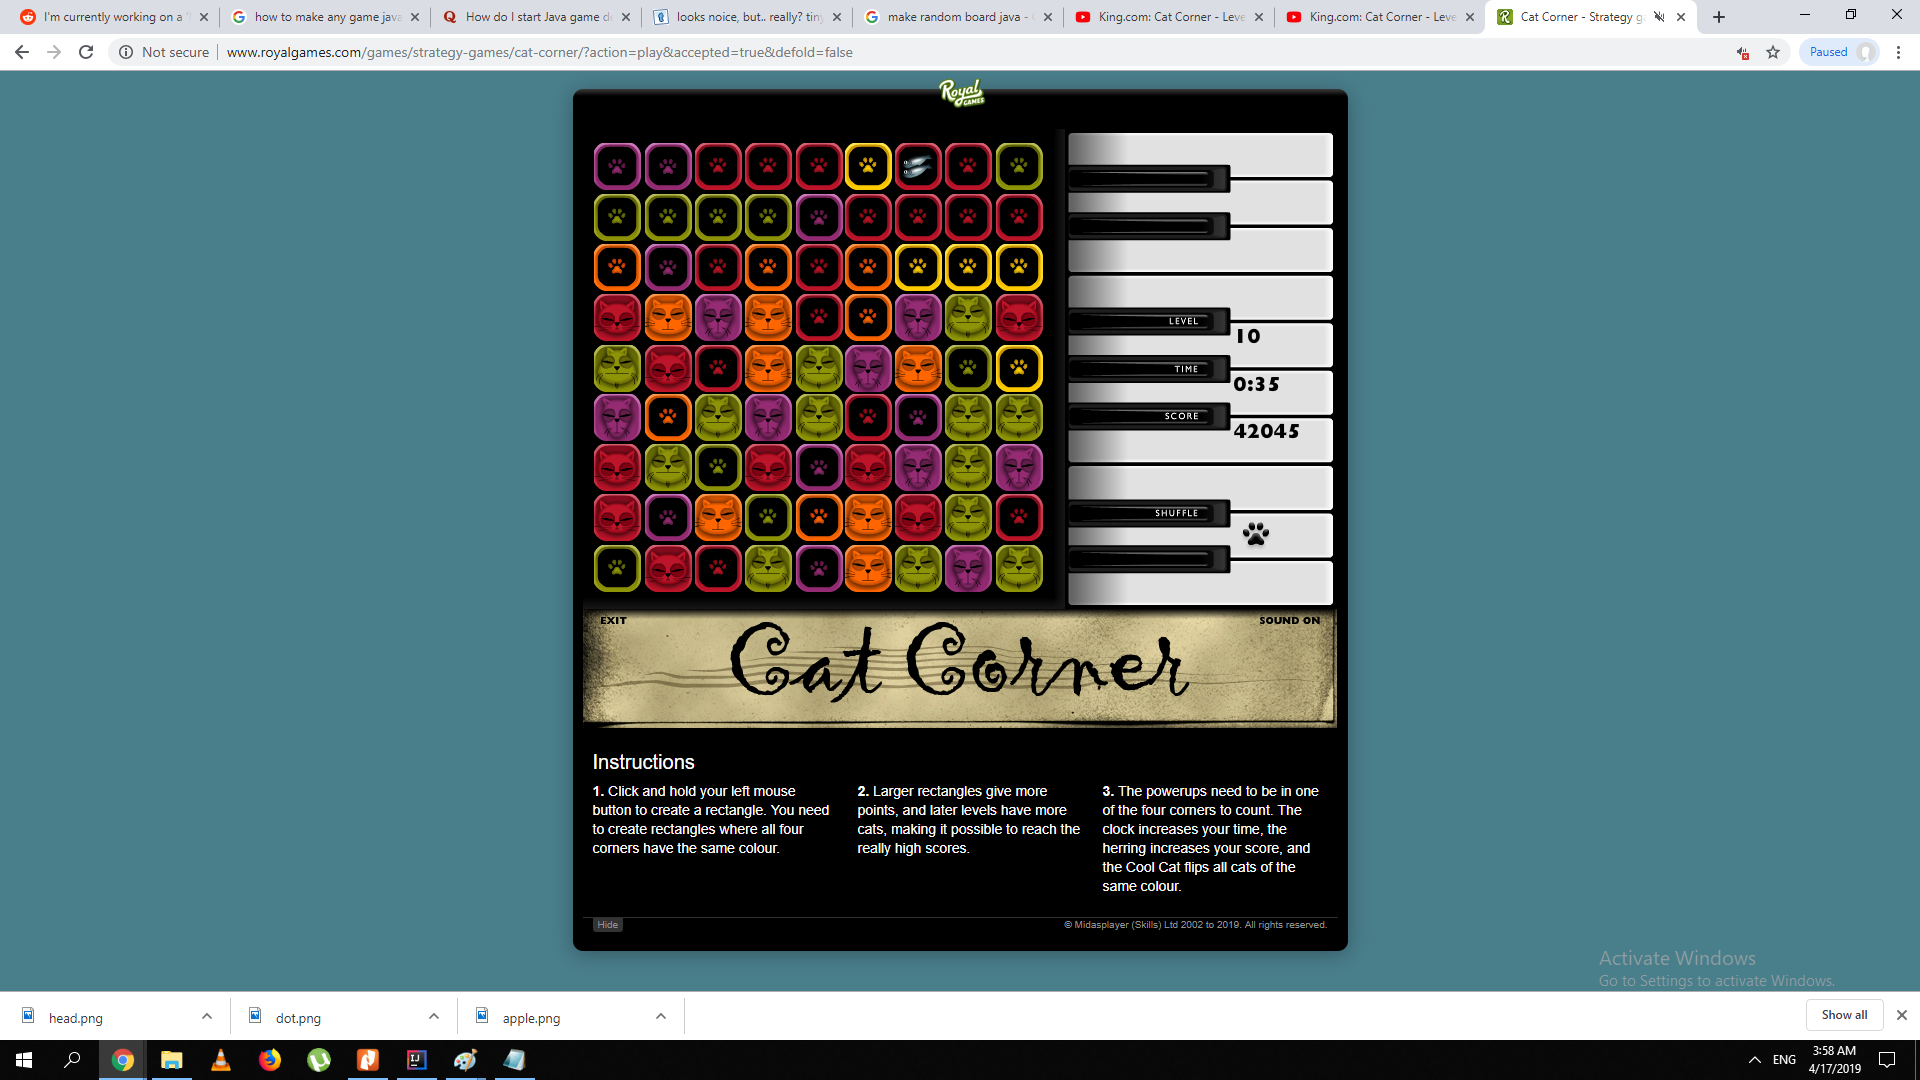 I'm currently working on a
how to make any game java
How do I start Java game d
looks noice, but.. really? tin
make random board java -
King.com: Cat Corner - Leve
King.com: Cat Corner - Leve
Cat Corner - Strategy g
Not secure
www.royalgames.com/games/strategy-games/cat-corner/?action=play&accepted=true&defold=false
Paused
Royal
GAMES
LEVEL
10
TIME
0:35
SCORE
42045
SHUFFLE
EXIT
SOUND ON
Cat Corner
Instructions
1. Click and hold your left mouse
button to create a rectangle. You need
to create rectangles where all four
corners have the same colour.
2. Larger rectangles give more
points, and later levels have more
cats, making it possible to reach the
really high scores.
3. The powerups need to be in one
of the four corners to count. The
clock increases your time, the
herring increases your score, and
the Cool Cat flips all cats of the
same colour.
Hide
© Midasplayer (Skills) Ltd 2002 to 2019. All rights reserved.
Activate Windows
Go to Settings to activate Windows.
head.png
dot.png
apple.png
Show all
ENG
3:58 AM
4/17/2019